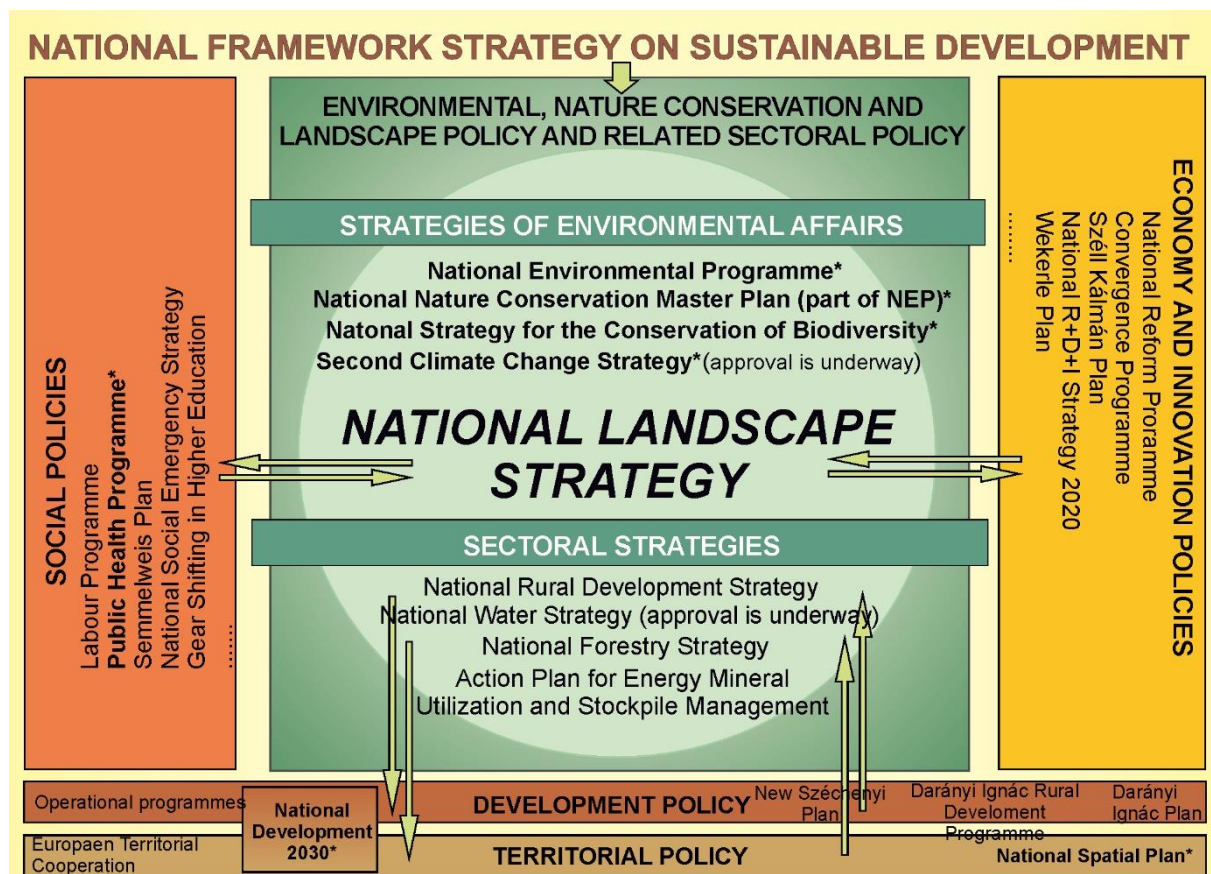 NATIONAL FRAMEWORK STRATEGY ON SUSTAINABLE DEVELOPMENT
ENVIRONMENTAL, NATURE CONSERVATION AND
LANDSCAPE POLICY AND RELATED SECTORAL POLICY
STRATEGIES OF ENVIRONMENTAL AFFAIRS
National Environmental Programme*
National Nature Conservation Master Plan (part of NEP)*
Natonal Strategy for the Conservation of Biodiversity*
Second Climate Change Strategy* (approval is underway)
NATIONAL LANDSCAPE
STRATEGY
SECTORAL STRATEGIES
National Rural Development Strategy
National Water Strategy (approval is underway)
National Forestry Strategy
Action Plan for Energy Mineral
Utilization and Stockpile Management
SOCIAL POLICIES
Labour Programme
Public Health Programme*
Semmelweis Plan
National Social Emergency Strategy
Gear Shifting in Higher Education
........
ECONOMY AND INNOVATION POLICIES
National Reform Proramme
Convergence Programme
Széll Kálmán Plan
National R+D+I Strategy 2020
Wekerle Plan
........
Operational programmes
National
Development
2030*
DEVELOPMENT POLICY
New Széchenyi
Plan
Darányi Ignác Rural
Develoment
Programme
Darányi
Ignác Plan
Europaen Territorial
Cooperation
TERRITORIAL POLICY
National Spatial Plan*